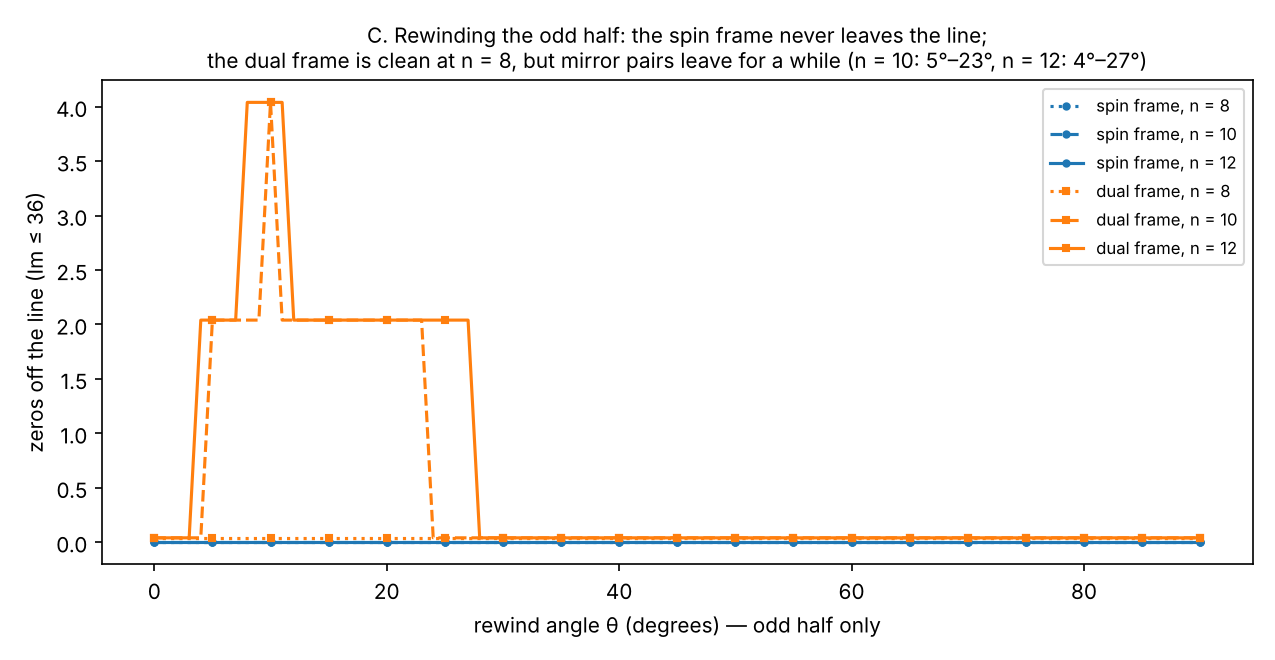 C. Rewinding the odd half: the spin frame never leaves the line;
the dual frame is clean at n = 8, but mirror pairs leave for a while (n = 10: 5°–23°, n = 12: 4°–27°)
zeros off the line (Im ≤ 36)
4.0
3.5
3.0
2.5
2.0
1.5
1.0
0.5
0.0
spin frame, n = 8
spin frame, n = 10
spin frame, n = 12
dual frame, n = 8
dual frame, n = 10
dual frame, n = 12
0 20 40 60 80
rewind angle θ (degrees) — odd half only